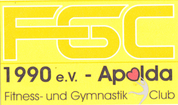 FGC
1990 e.V. - Apolda
Fitness- und Gymnastik Club